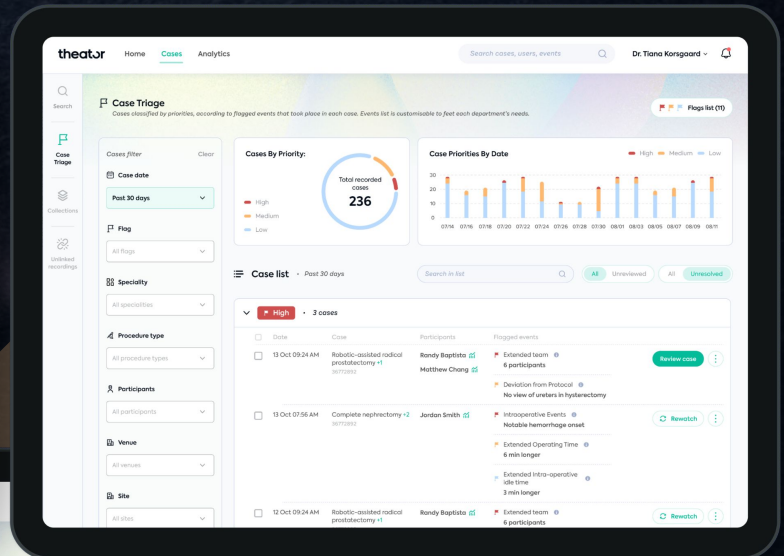 theator
Home
Cases
Analytics
Search cases, users, events
Dr. Tiana Korsgaard
Search
Case
Triage
Collections
Unlinked
recordings
Case Triage
Cases classified by priorities, according to flagged events that took place in each case. Events list is customisable to feet each department's needs.
Flags list (11)
Cases filter
Clear
Case date
Past 30 days
Flag
All flags
Speciality
All specialities
Procedure type
All procedure types
Participants
All participants
Venue
All venues
Site
All sites
Cases By Priority:
High
Medium
Low
Total recorded
cases
236
Case Priorities By Date
High
Medium
Low
30
20
10
0
07/14 07/16 07/18 07/20 07/22 07/24 07/26 07/28 07/30 08/01 08/03 08/05 08/07 08/09 08/11
Case list • Past 30 days
Search in list
All
Unreviewed
All
Unresolved
High • 3 cases
Date
Case
Participants
Flagged events
13 Oct 09:24 AM
Robotic-assisted radical
prostatectomy +1
36772893
Randy Baptista
Matthew Chang
Extended team
6 participants
Deviation from Protocal
No view of ureters in hysterectomy
Review case
13 Oct 07:56 AM
Complete nephrectomy +2
36772892
Jordan Smith
Intraoperative Events
Notable hemorrhage onset
Extended Operating Time
6 min longer
Extended Intra-operative
idle time
3 min longer
Rewatch
12 Oct 09:24 AM
Robotic-assisted radical
prostatectomy +1
Randy Baptista
Extended team
6 participants
Rewatch